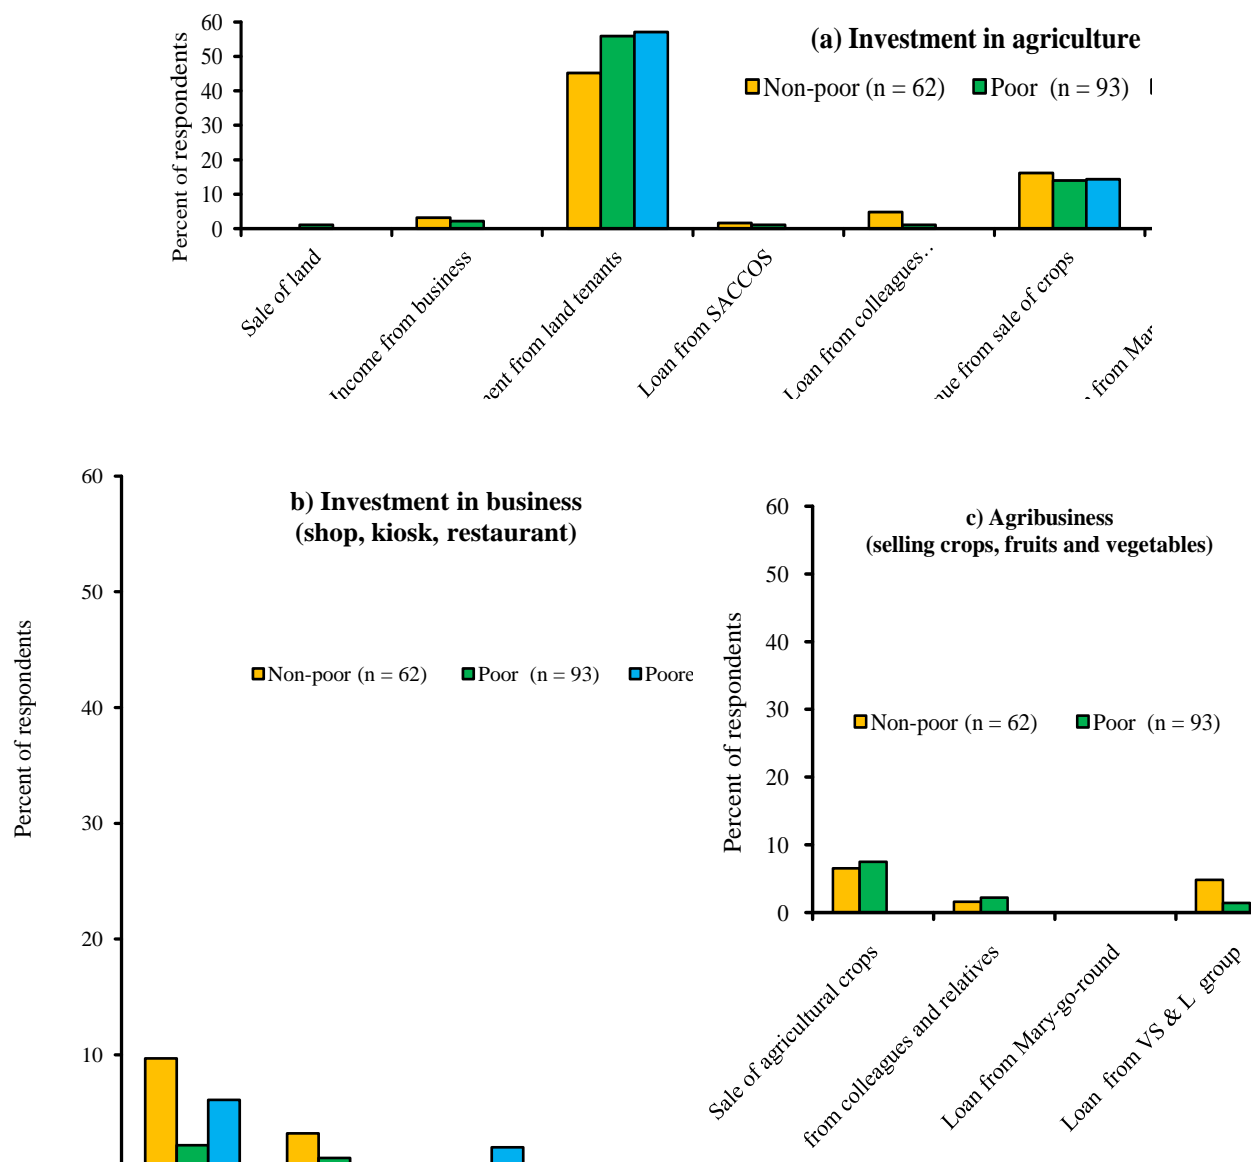 (a) Investment in agriculture
Non-poor (n = 62) Poor (n = 93)
Percent of respondents
60
50
40
30
20
10
0
Sale of land
Income from business
ent from land tenants
Loan from SACCOS
Loan from colleagues…
nue from sale of crops
from Mar
b) Investment in business
(shop, kiosk, restaurant)
Non-poor (n = 62) Poor (n = 93) Poore
Percent of respondents
60
50
40
30
20
10
c) Agribusiness
(selling crops, fruits and vegetables)
Non-poor (n = 62) Poor (n = 93)
Percent of respondents
60
50
40
30
20
10
0
Sale of agricultural crops
from colleagues and relatives
Loan from Mary-go-round
Loan from VS & L group